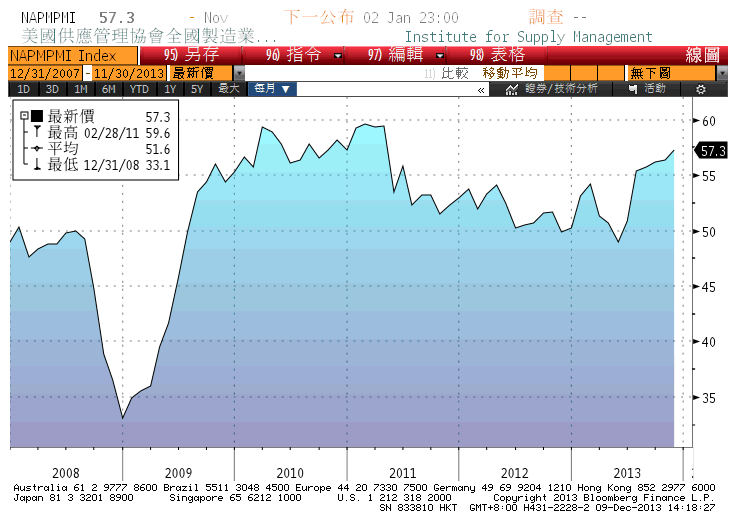 NAPMPMI 57.3 - Nov 下一公布 02 Jan 23:00 調查 --
美國供應管理協會全國製造業... Institute for Supply Management
NAPMPMI Index 95) 另存 96) 指令 97) 編輯 98) 表格 線圖
12/31/2007 - 11/30/2013 最新價 11) 比較 移動平均 無下圖
1D 3D 1M 6M YTD 1Y 5Y 最大 每月 ▼ « 證券/技術分析 活動
最新價 57.3
最高 02/28/11 59.6
平均 51.6
最低 12/31/08 33.1
60
57.3
55
50
45
40
35
2008 2009 2010 2011 2012 2013
Australia 61 2 9777 8600 Brazil 5511 3048 4500 Europe 44 20 7330 7500 Germany 49 69 9204 1210 Hong Kong 852 2977 6000
Japan 81 3 3201 8900 Singapore 65 6212 1000 U.S. 1 212 318 2000 Copyright 2013 Bloomberg Finance L.P.
SN 833810 HKT GMT+8:00 H431-2228-2 09-Dec-2013 14:18:27